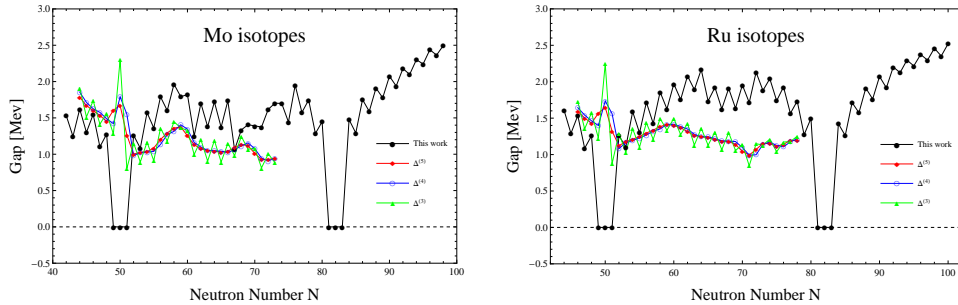 Mo isotopes
Gap [Mev]
3.0
2.5
2.0
1.5
1.0
0.5
0.0
-0.5
This work
Δ(5)
Δ(4)
Δ(3)
40 50 60 70 80 90 100
Neutron Number N
Ru isotopes
Gap [Mev]
3.0
2.5
2.0
1.5
1.0
0.5
0.0
-0.5
This work
Δ(5)
Δ(4)
Δ(3)
50 60 70 80 90 100
Neutron Number N